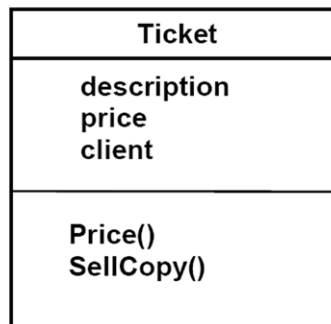 Ticket
description
price
client
Price()
SellCopy()